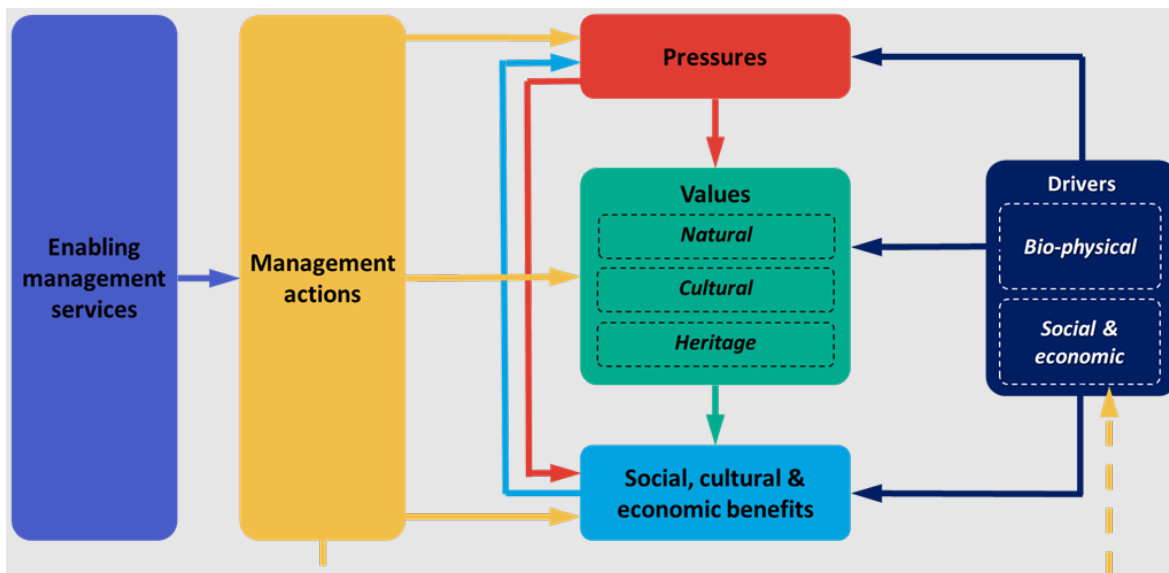 Enabling
management
services
Management
actions
Pressures
Values
Natural
Cultural
Heritage
Social, cultural &
economic benefits
Drivers
Bio-physical
Social &
economic